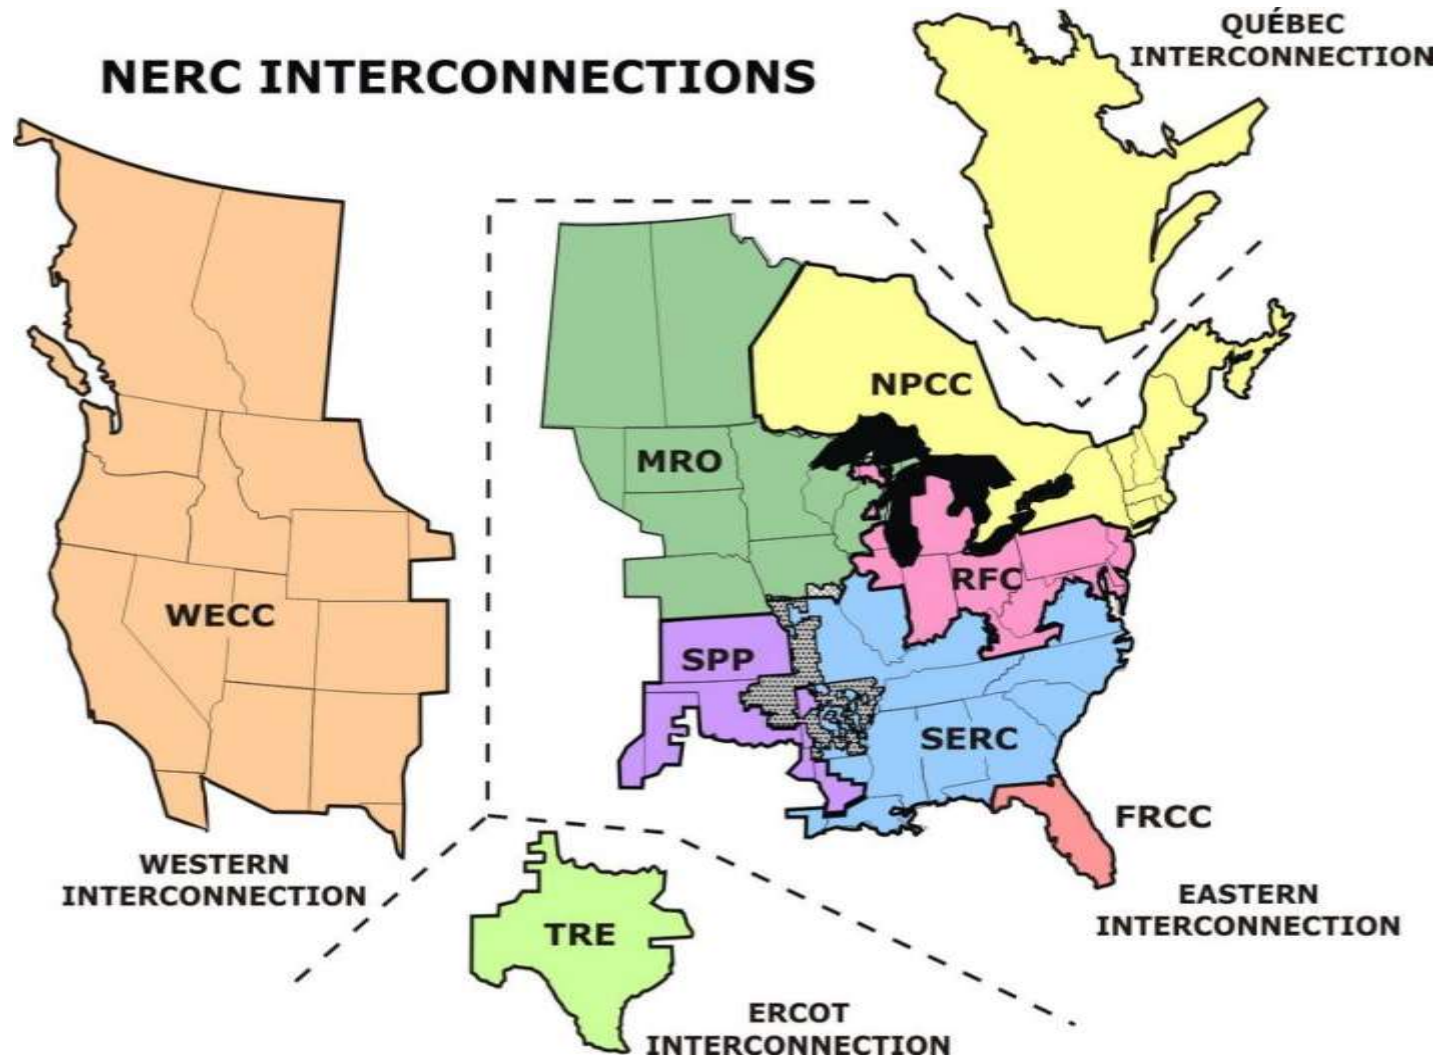 NERC INTERCONNECTIONS
QUÉBEC
INTERCONNECTION
NPCC
MRO
RFC
WECC
SPP
SERC
FRCC
WESTERN
INTERCONNECTION
EASTERN
INTERCONNECTION
TRE
ERCOT
INTERCONNECTION